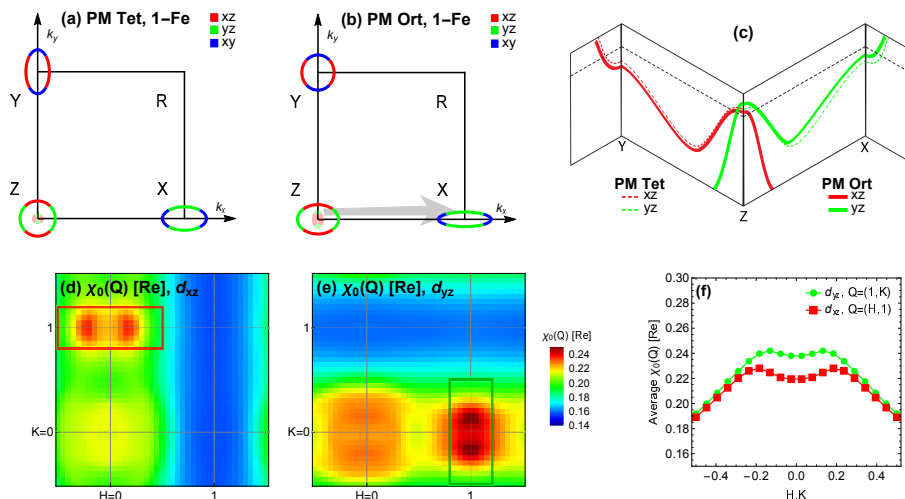 (a) PM Tet, 1-Fe
xz
yz
xy
k_y
Y
R
Z
X
k_x
(b) PM Ort, 1-Fe
xz
yz
xy
k_y
Y
R
Z
X
k_x
(c)
Y
X
Z
PM Tet
xz
yz
PM Ort
xz
yz
(d) χ₀(Q) [Re], d_xz
1
K=0
H=0
1
(e) χ₀(Q) [Re], d_yz
1
K=0
H=0
1
χ₀(Q) [Re]
0.24
0.22
0.20
0.18
0.16
0.14
(f)
d_yz, Q=(1,K)
d_xz, Q=(H,1)
Average χ₀(Q) [Re]
0.30
0.28
0.26
0.24
0.22
0.20
0.18
0.16
-0.4
-0.2
0.0
0.2
0.4
H,K